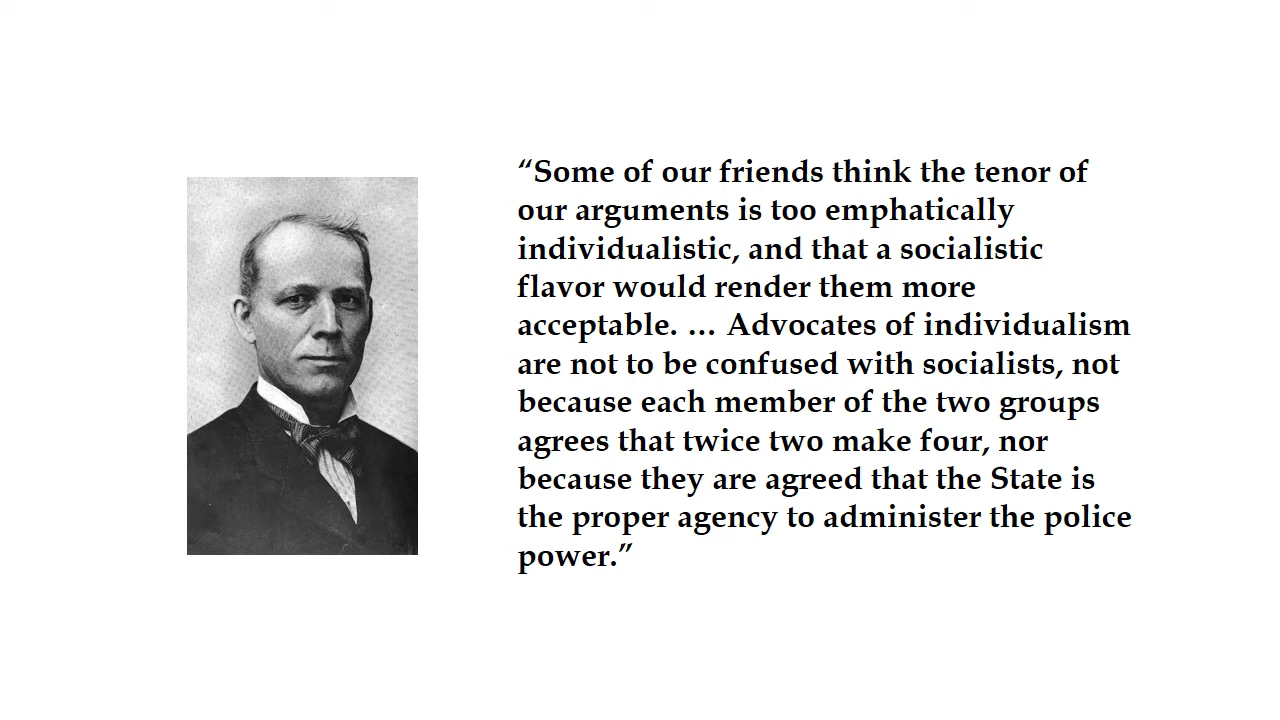 “Some of our friends think the tenor of
our arguments is too emphatically
individualistic, and that a socialistic
flavor would render them more
acceptable. … Advocates of individualism
are not to be confused with socialists, not
because each member of the two groups
agrees that twice two make four, nor
because they are agreed that the State is
the proper agency to administer the police
power.”